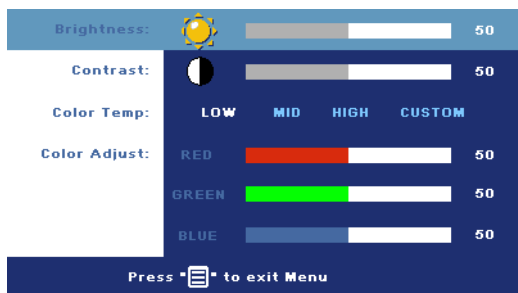 Brightness: 50
Contrast: 50
Color Temp: LOW MID HIGH CUSTOM
Color Adjust: RED 50
GREEN 50
BLUE 50
Press " " to exit Menu